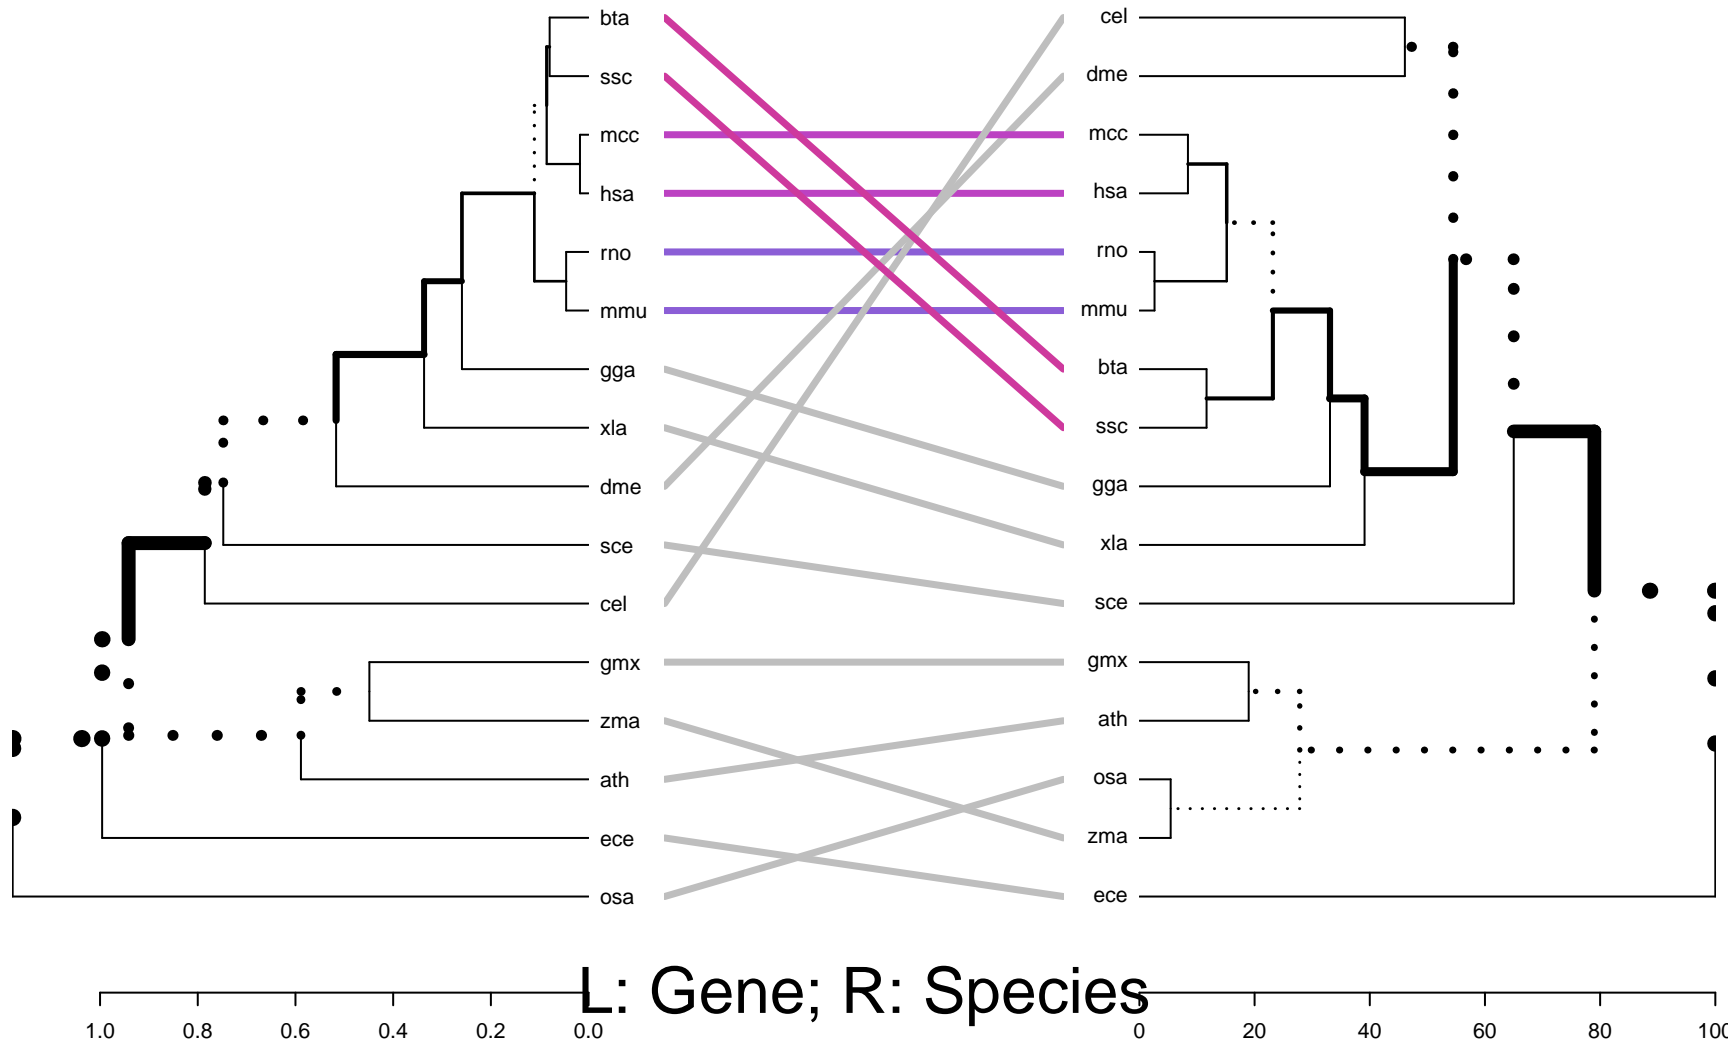 bta cel
ssc dme
mcc mcc
hsa hsa
rno rno
mmu mmu
gga bta
xla ssc
dme gga
sce xla
cel sce
gmx gmx
zma ath
ath osa
ece zma
osa ece
L: Gene; R: Species
1.0 0.8 0.6 0.4 0.2 0.0 0 20 40 60 80 100